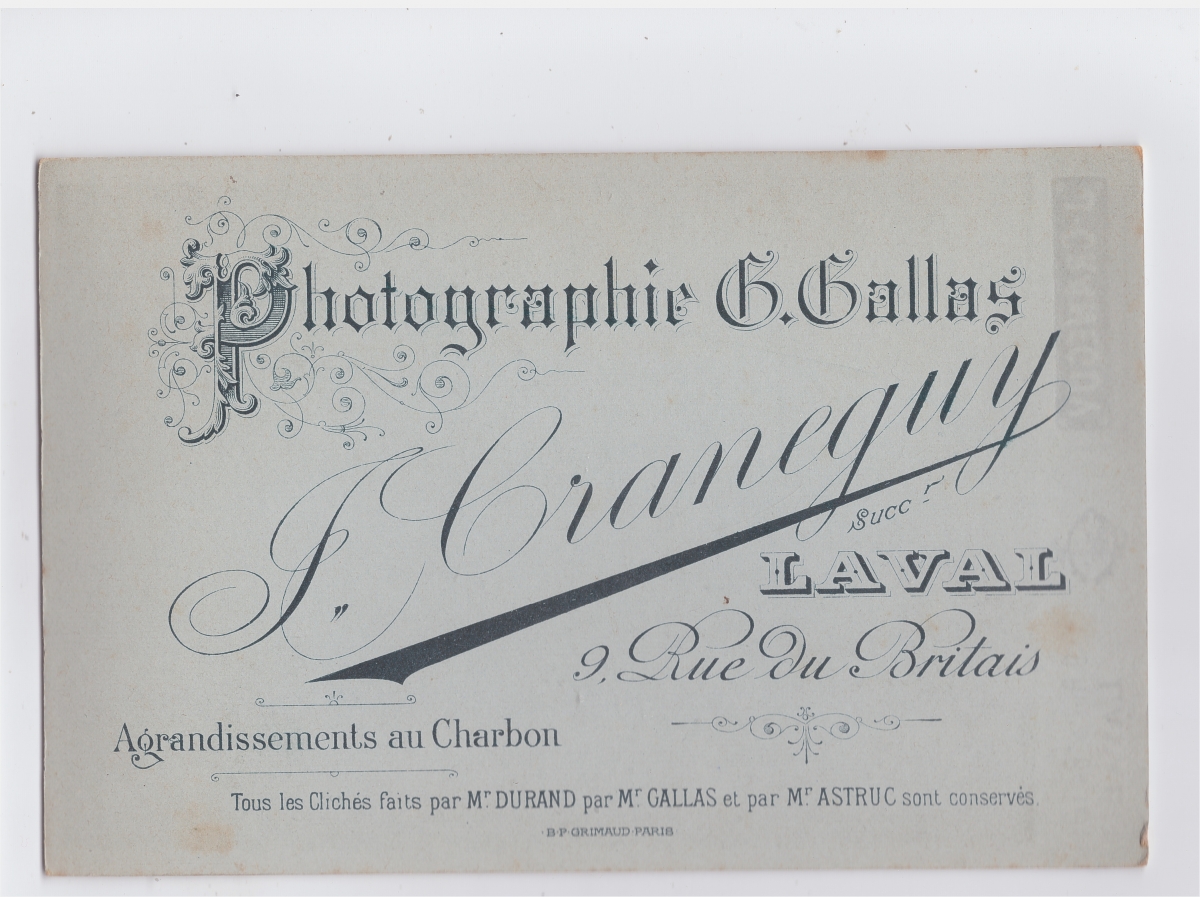 Photographie G. Gallas
J. Craneguy
Succr
LAVAL
9, Rue du Britais
Agrandissements au Charbon
Tous les Clichés faits par Mr DURAND par Mr GALLAS et par Mr ASTRUC sont conservés.
B·P·GRIMAUD·PARIS